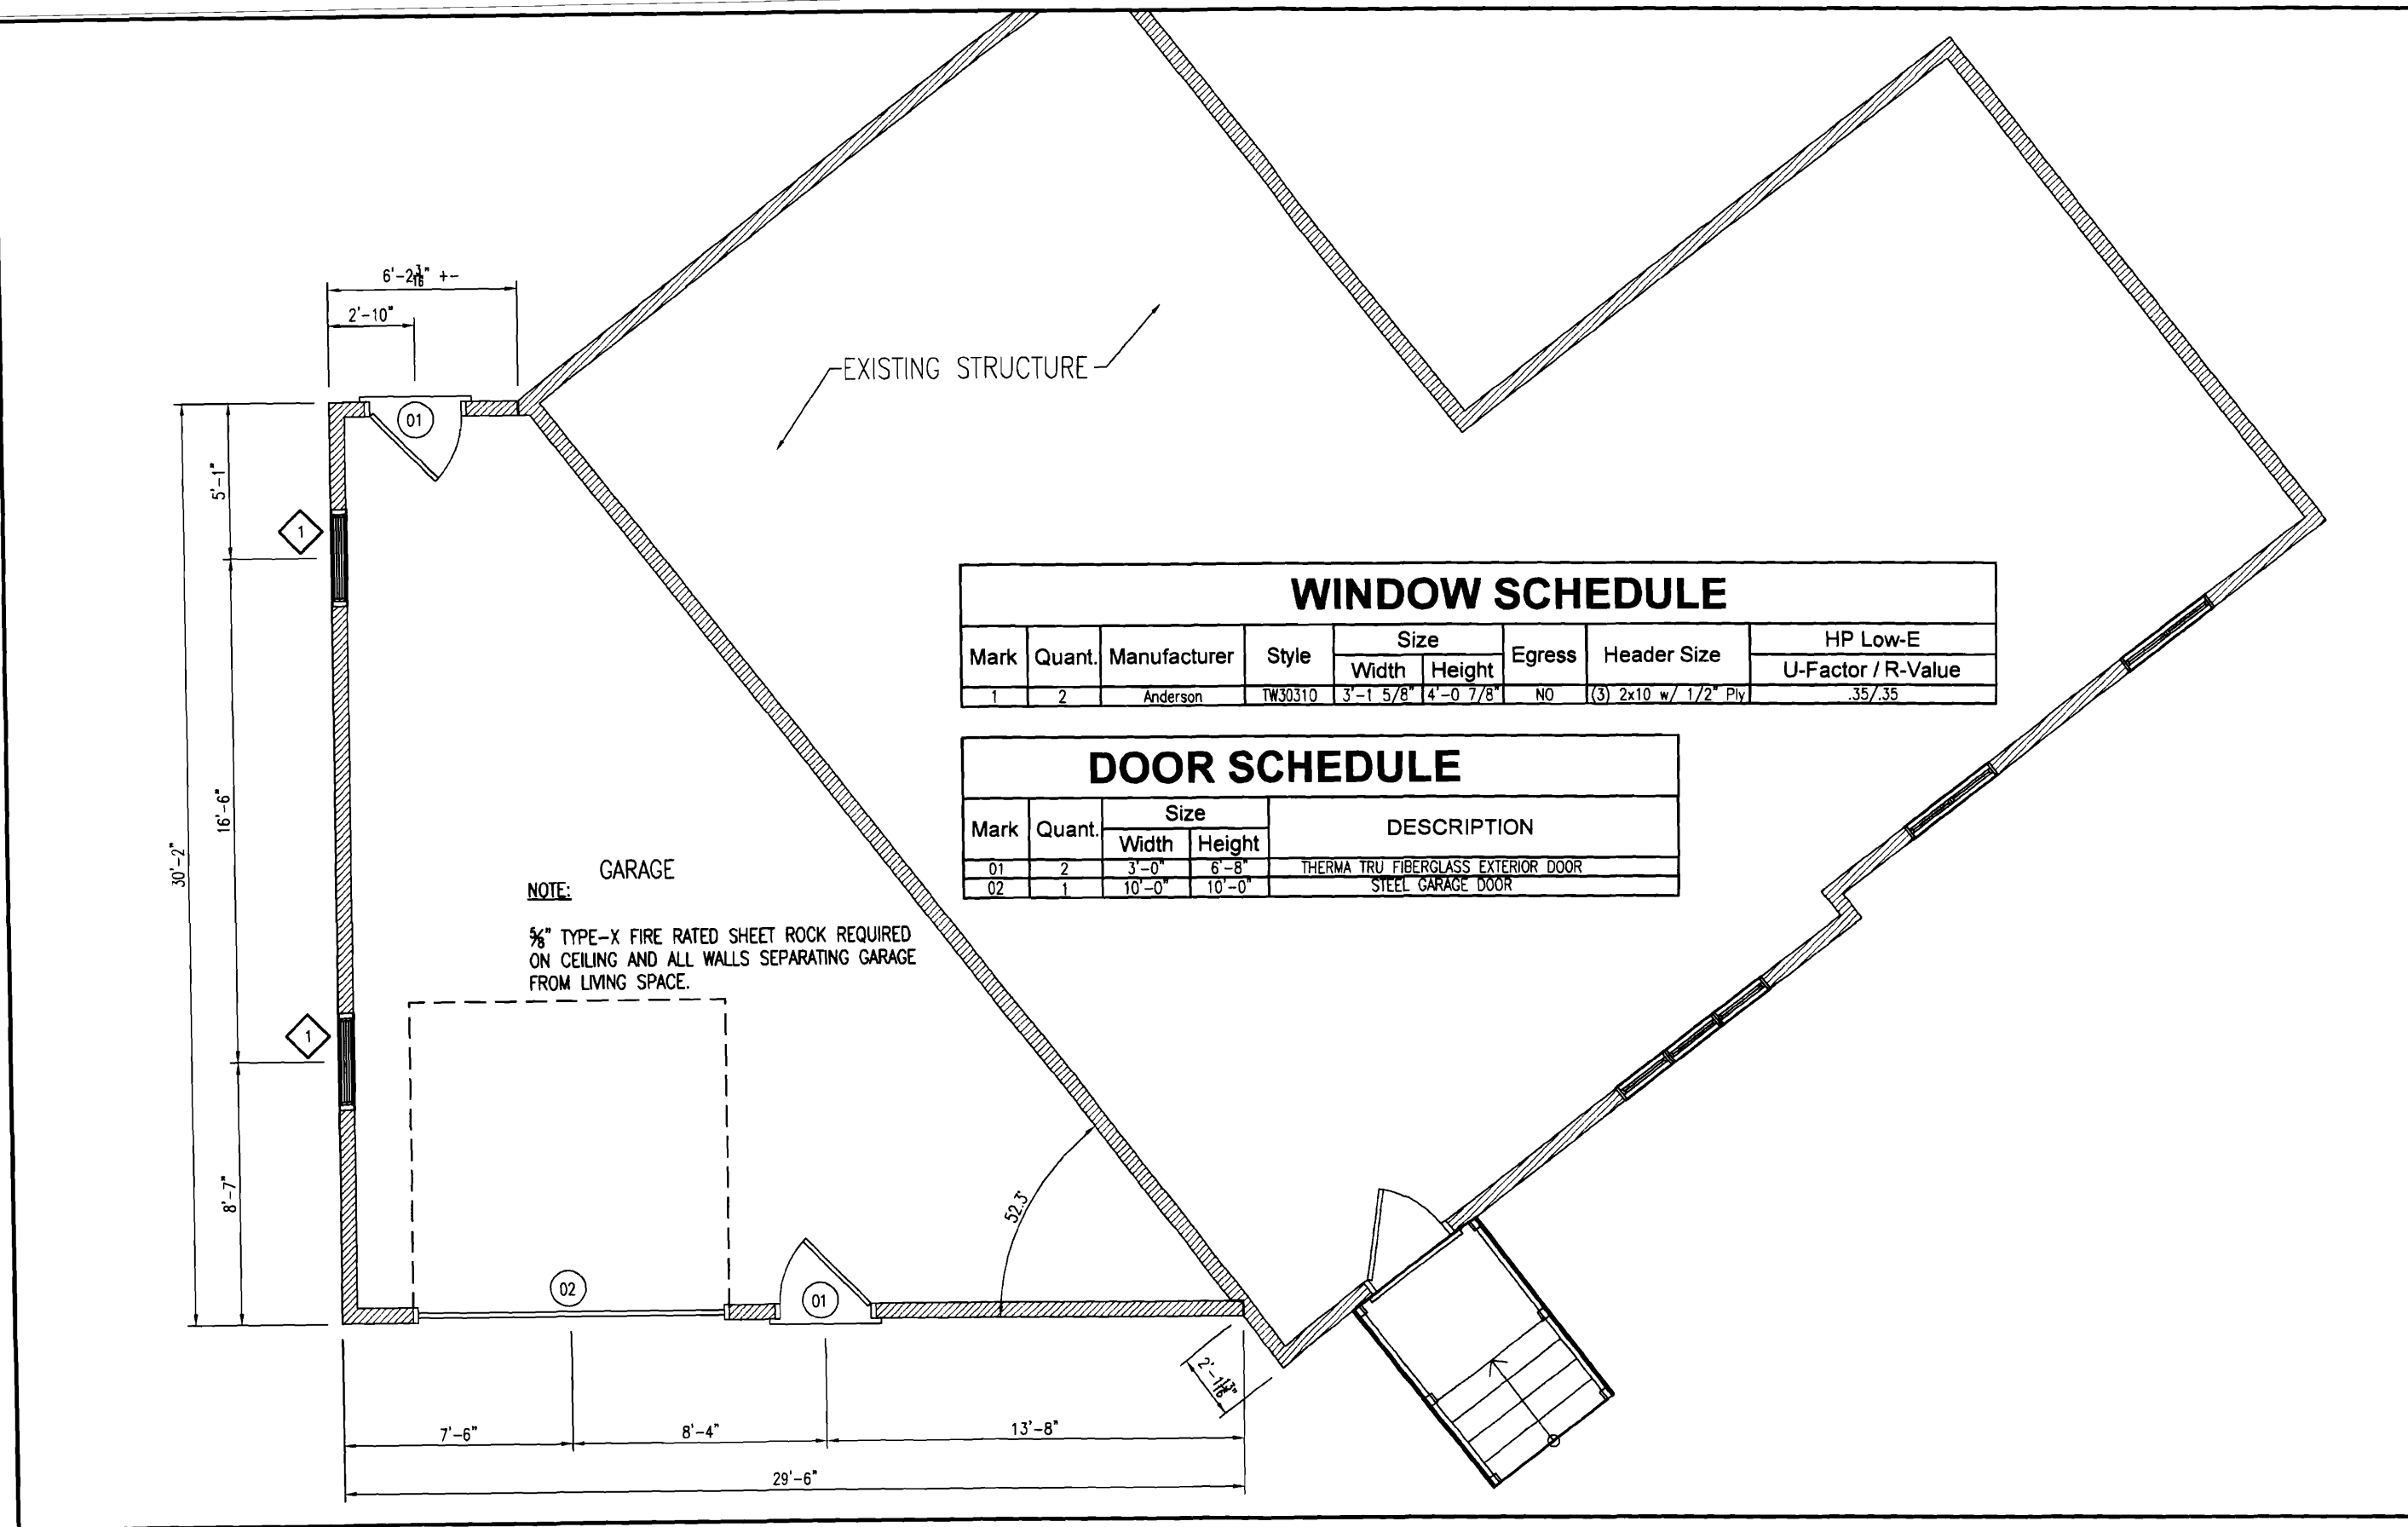 6'-2 3/16" +-
2'-10"
EXISTING STRUCTURE
01
5'-1"
1
16'-6"
30'-2"
WINDOW SCHEDULE
Mark Quant. Manufacturer Style Size Egress Header Size HP Low-E
Width Height U-Factor / R-Value
1 2 Anderson TW30310 3'-1 5/8" 4'-0 7/8" NO (3) 2x10 w/ 1/2" Ply .35/.35
DOOR SCHEDULE
Mark Quant. Size DESCRIPTION
Width Height
01 2 3'-0" 6'-8" THERMA TRU FIBERGLASS EXTERIOR DOOR
02 1 10'-0" 10'-0" STEEL GARAGE DOOR
GARAGE
NOTE:
5/8" TYPE-X FIRE RATED SHEET ROCK REQUIRED
ON CEILING AND ALL WALLS SEPARATING GARAGE
FROM LIVING SPACE.
1
8'-7"
52.3°
02
01
2'-1 13/16"
7'-6"
8'-4"
13'-8"
29'-6"